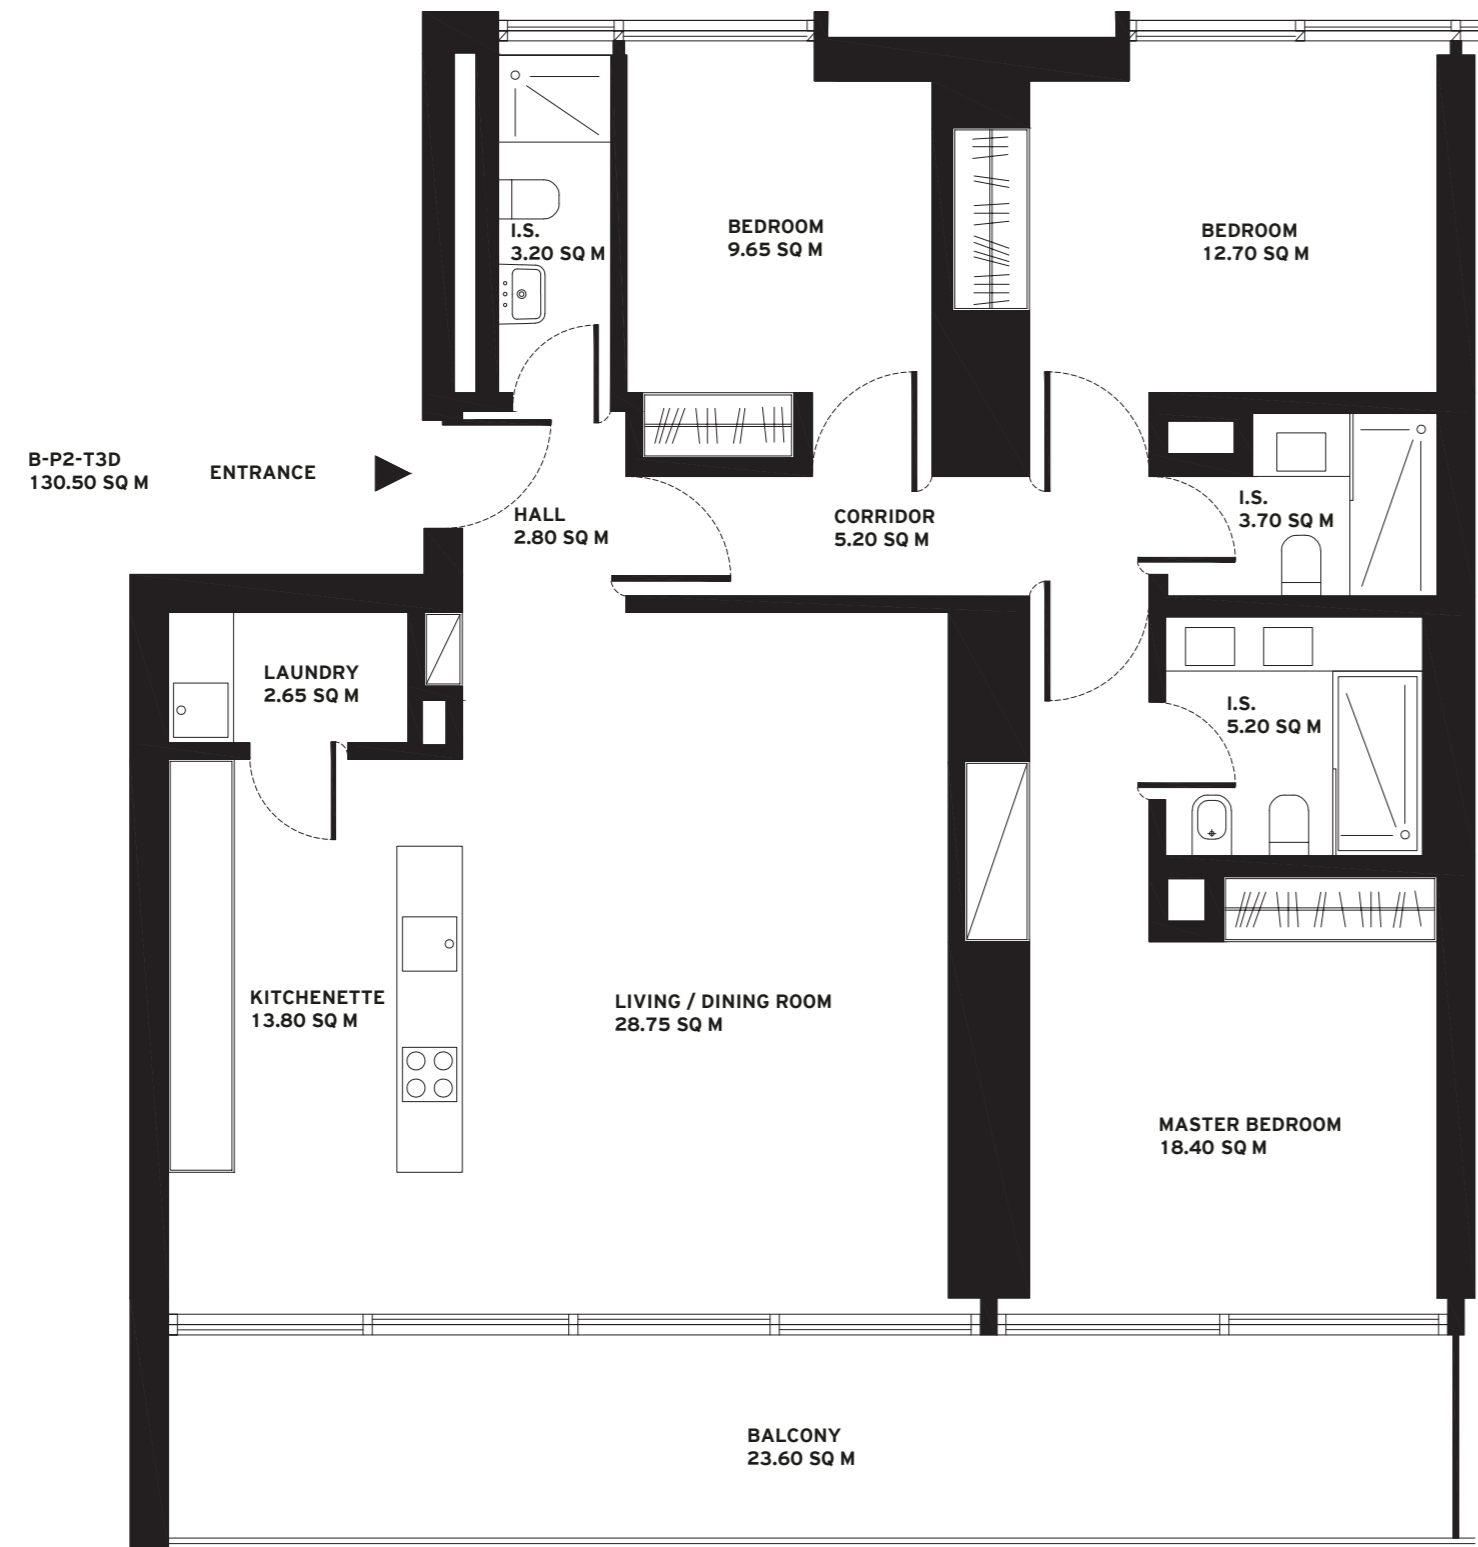 I.S.
3.20 SQ M
BEDROOM
9.65 SQ M
BEDROOM
12.70 SQ M
B-P2-T3D
130.50 SQ M
ENTRANCE
HALL
2.80 SQ M
CORRIDOR
5.20 SQ M
I.S.
3.70 SQ M
LAUNDRY
2.65 SQ M
I.S.
5.20 SQ M
KITCHENETTE
13.80 SQ M
LIVING / DINING ROOM
28.75 SQ M
MASTER BEDROOM
18.40 SQ M
BALCONY
23.60 SQ M